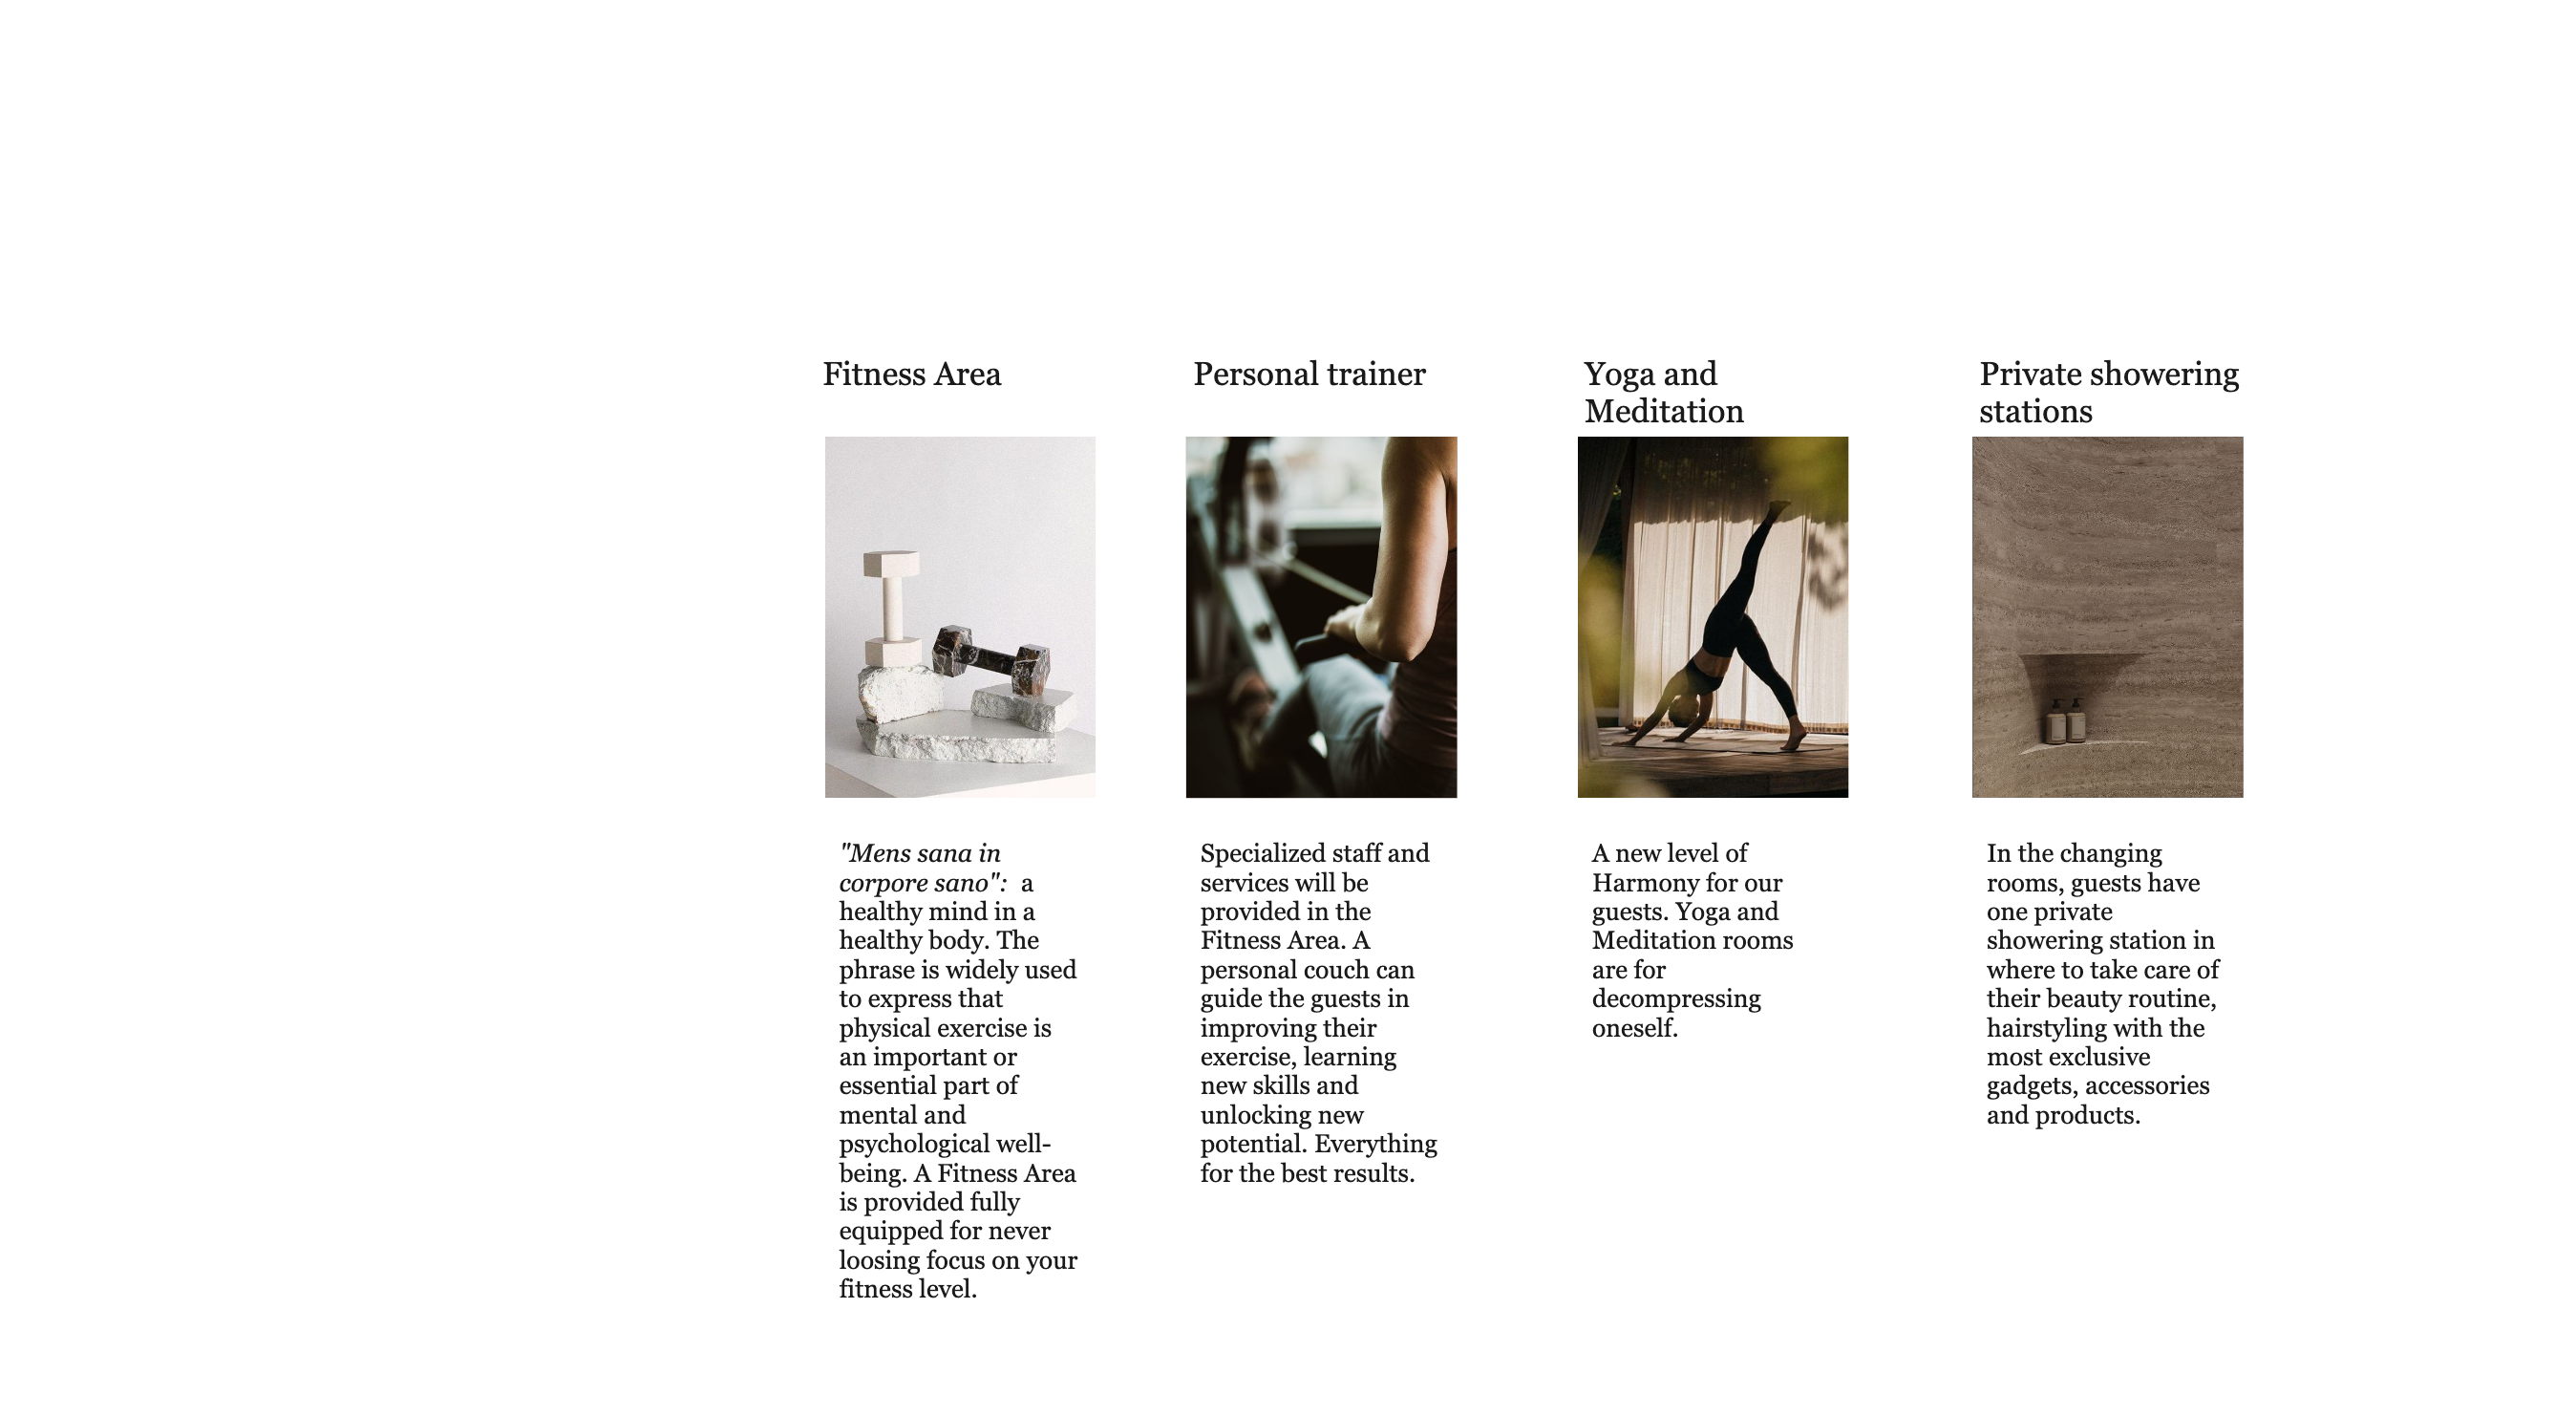 Fitness Area
"Mens sana in
corpore sano":  a
healthy mind in a
healthy body. The
phrase is widely used
to express that
physical exercise is
an important or
essential part of
mental and
psychological well-
being. A Fitness Area
is provided fully
equipped for never
loosing focus on your
fitness level.
Personal trainer
Specialized staff and
services will be
provided in the
Fitness Area. A
personal couch can
guide the guests in
improving their
exercise, learning
new skills and
unlocking new
potential. Everything
for the best results.
Yoga and
Meditation
A new level of
Harmony for our
guests. Yoga and
Meditation rooms
are for
decompressing
oneself.
Private showering
stations
In the changing
rooms, guests have
one private
showering station in
where to take care of
their beauty routine,
hairstyling with the
most exclusive
gadgets, accessories
and products.